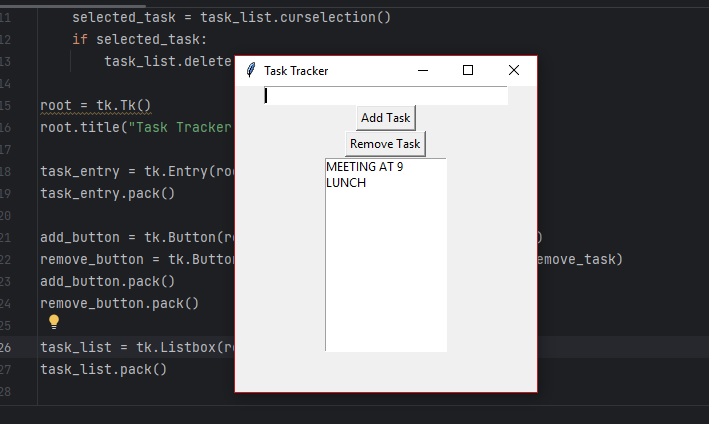 11 selected_task = task_list.curselection()
12 if selected_task:
13 task_list.delete
14
15 root = tk.Tk()
16 root.title("Task Tracker
17
18 task_entry = tk.Entry(ro
19 task_entry.pack()
20
21 add_button = tk.Button(r )
22 remove_button = tk.Button emove_task)
23 add_button.pack()
24 remove_button.pack()
25
26 task_list = tk.Listbox(r
27 task_list.pack()
28
Task Tracker
Add Task
Remove Task
MEETING AT 9
LUNCH